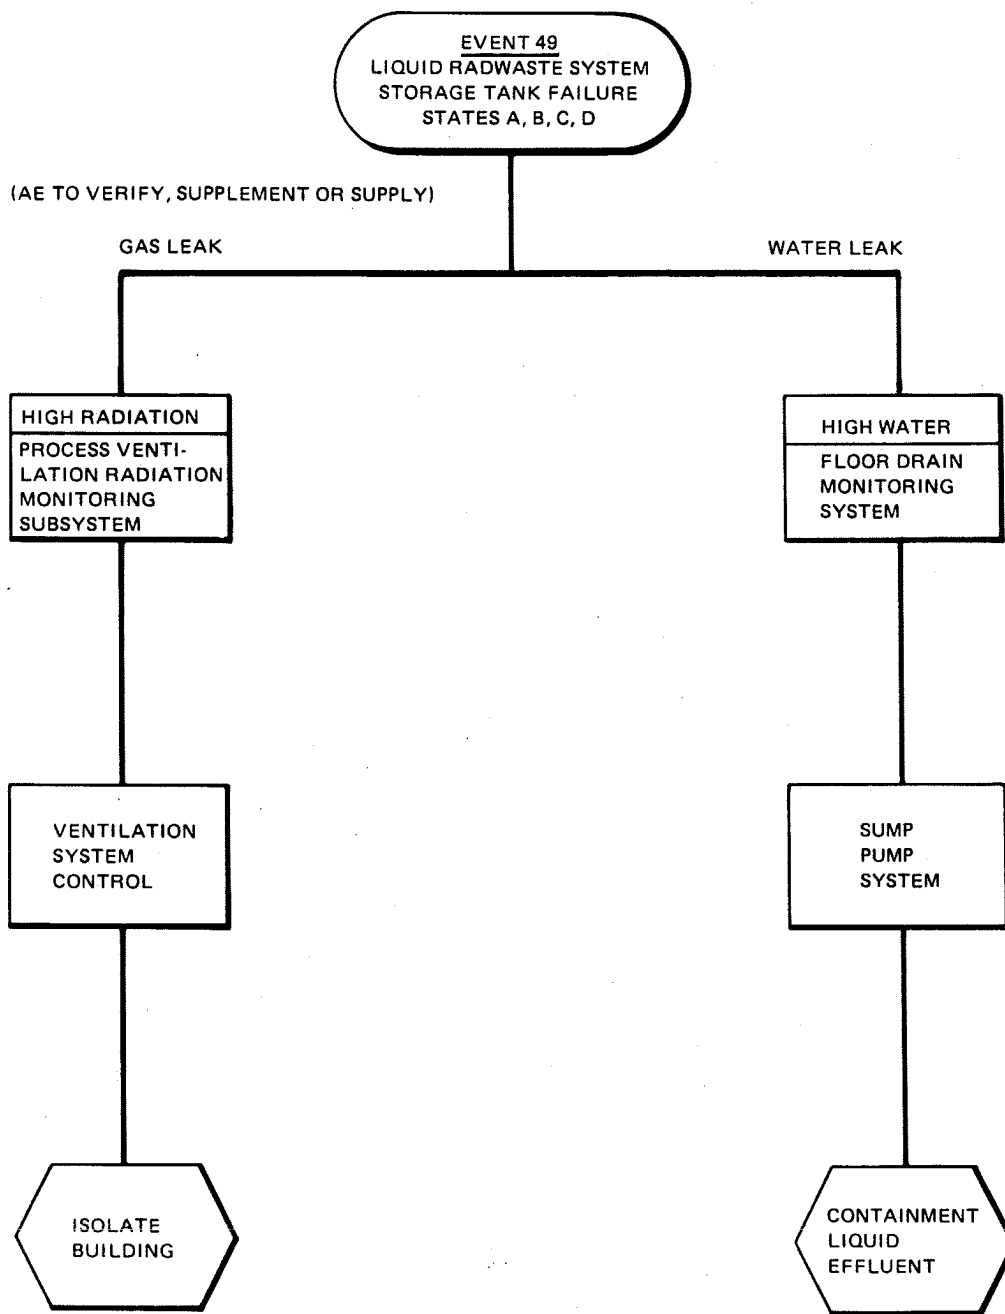 EVENT 49
LIQUID RADWASTE SYSTEM
STORAGE TANK FAILURE
STATES A, B, C, D
(AE TO VERIFY, SUPPLEMENT OR SUPPLY)
GAS LEAK
WATER LEAK
HIGH RADIATION
PROCESS VENTI-
LATION RADIATION
MONITORING
SUBSYSTEM
HIGH WATER
FLOOR DRAIN
MONITORING
SYSTEM
VENTILATION
SYSTEM
CONTROL
SUMP
PUMP
SYSTEM
ISOLATE
BUILDING
CONTAINMENT
LIQUID
EFFLUENT